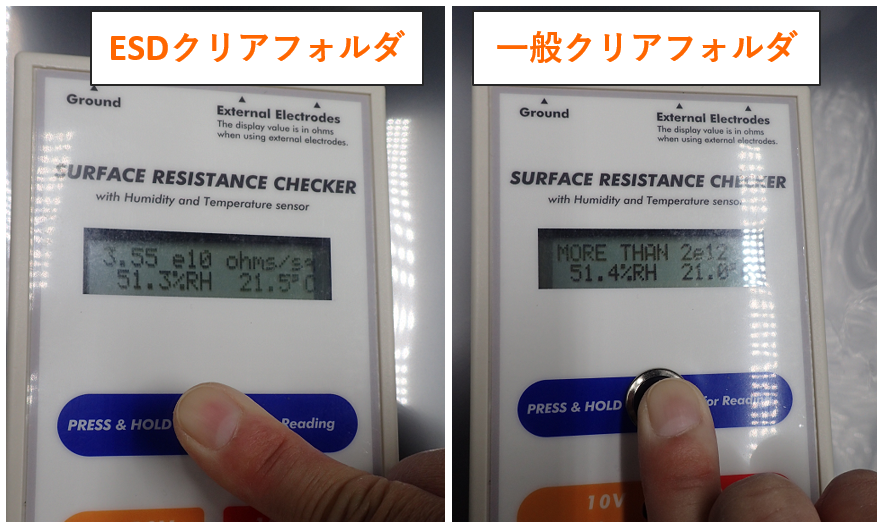 ESDクリアフォルダ
Ground
External Electrodes
The display value is in ohms
when using external electrodes.
SURFACE RESISTANCE CHECKER
with Humidity and Temperature sensor
3.55 e10 ohms/sq
51.3%RH 21.5°C
PRESS & HOLD Reading
一般クリアフォルダ
Ground
External Electrodes
The display value is in ohms
when using external electrodes.
SURFACE RESISTANCE CHECKER
with Humidity and Temperature sensor
MORE THAN 2e12
51.4%RH 21.0°
PRESS & HOLD for Reading
10V